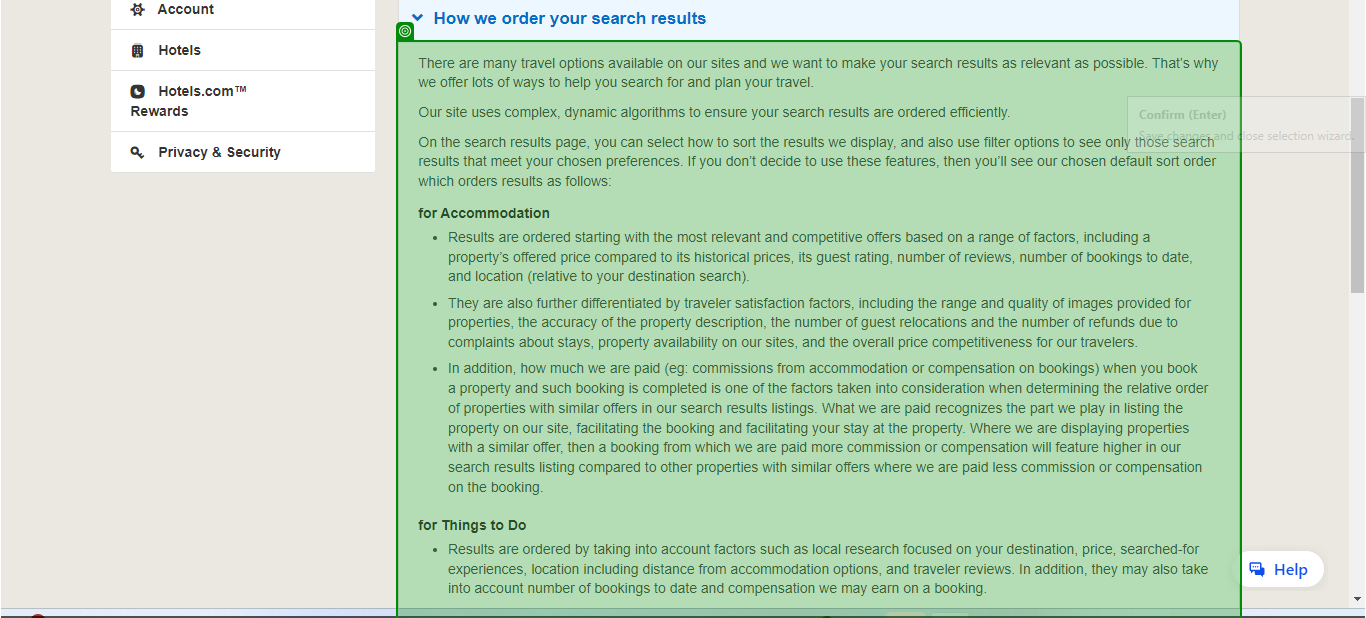 Account
Hotels
Hotels.com™
Rewards
Privacy & Security
How we order your search results
There are many travel options available on our sites and we want to make your search results as relevant as possible. That’s why
we offer lots of ways to help you search for and plan your travel.
Our site uses complex, dynamic algorithms to ensure your search results are ordered efficiently.
On the search results page, you can select how to sort the results we display, and also use filter options to see only those search
results that meet your chosen preferences. If you don’t decide to use these features, then you’ll see our chosen default sort order
which orders results as follows:
for Accommodation
Results are ordered starting with the most relevant and competitive offers based on a range of factors, including a
property’s offered price compared to its historical prices, its guest rating, number of reviews, number of bookings to date,
and location (relative to your destination search).
They are also further differentiated by traveler satisfaction factors, including the range and quality of images provided for
properties, the accuracy of the property description, the number of guest relocations and the number of refunds due to
complaints about stays, property availability on our sites, and the overall price competitiveness for our travelers.
In addition, how much we are paid (eg: commissions from accommodation or compensation on bookings) when you book
a property and such booking is completed is one of the factors taken into consideration when determining the relative order
of properties with similar offers in our search results listings. What we are paid recognizes the part we play in listing the
property on our site, facilitating the booking and facilitating your stay at the property. Where we are displaying properties
with a similar offer, then a booking from which we are paid more commission or compensation will feature higher in our
search results listing compared to other properties with similar offers where we are paid less commission or compensation
on the booking.
for Things to Do
Results are ordered by taking into account factors such as local research focused on your destination, price, searched-for
experiences, location including distance from accommodation options, and traveler reviews. In addition, they may also take
into account number of bookings to date and compensation we may earn on a booking.
Confirm (Enter)
Save changes and close selection wizard.
Help